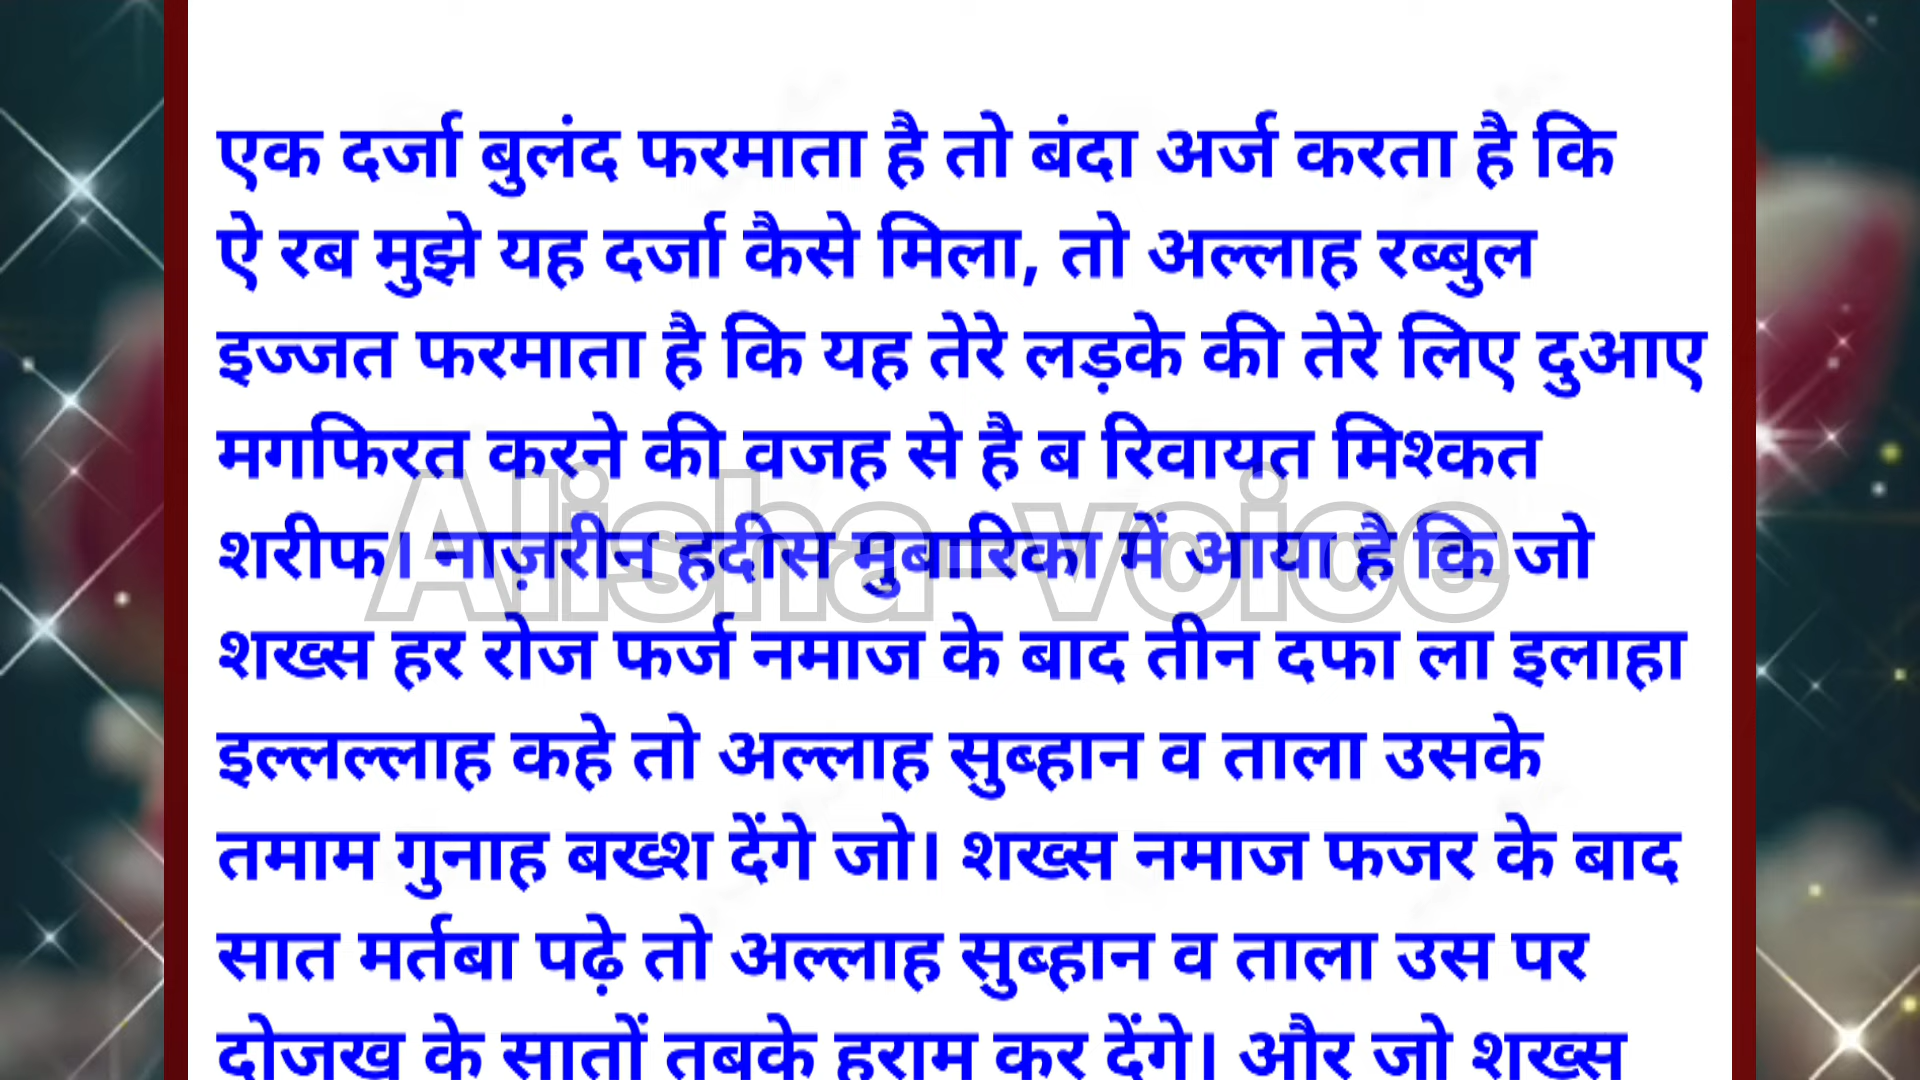 एक दर्जा बुलंद फरमाता है तो बंदा अर्ज करता है कि
ऐ रब मुझे यह दर्जा कैसे मिला, तो अल्लाह रब्बुल
इज्जत फरमाता है कि यह तेरे लड़के की तेरे लिए दुआए
मगफिरत करने की वजह से है ब रिवायत मिश्कत
शरीफ। नाज़रीन हदीस मुबारिका में आया है कि जो
Alisha-voice
शख्स हर रोज फर्ज नमाज के बाद तीन दफा ला इलाहा
इल्लल्लाह कहे तो अल्लाह सुब्हान व ताला उसके
तमाम गुनाह बख्श देंगे जो। शख्स नमाज फजर के बाद
सात मर्तबा पढ़े तो अल्लाह सुब्हान व ताला उस पर
दोजख के सातों तबके हराम कर देंगे। और जो शख्स